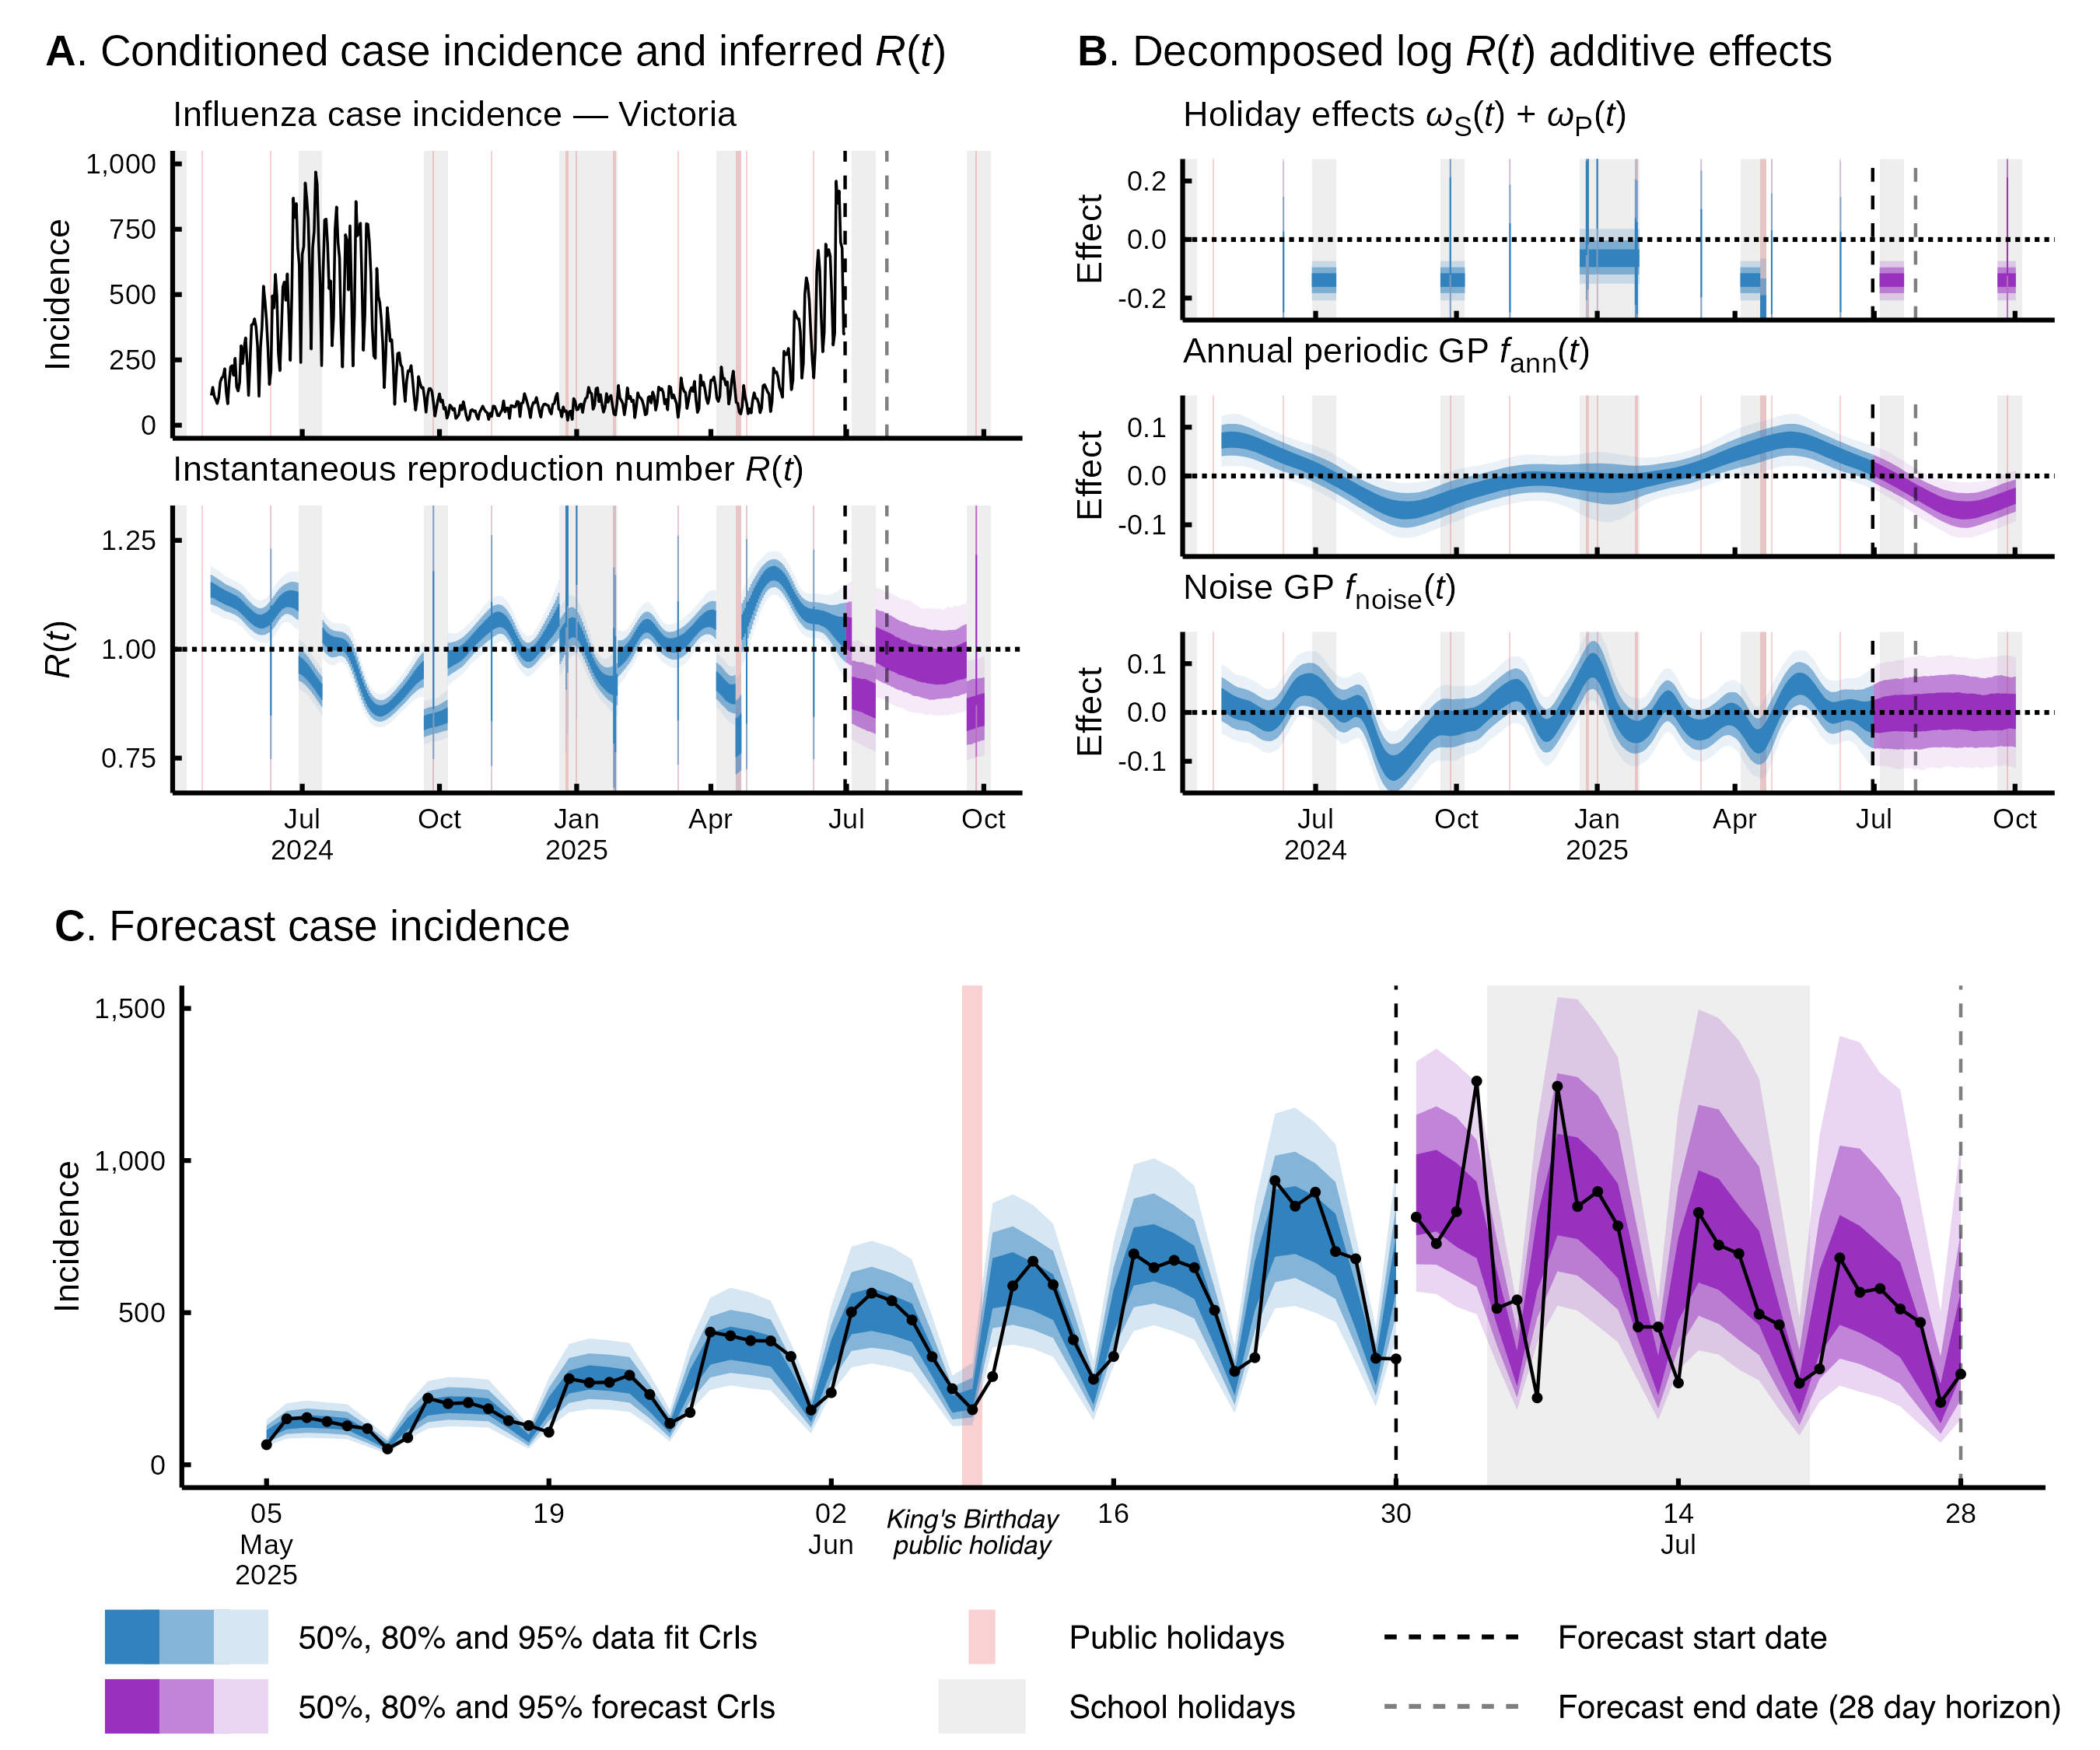 A. Conditioned case incidence and inferred R(t)
Influenza case incidence — Victoria
Incidence
1,000
750
500
250
0
Instantaneous reproduction number R(t)
R(t)
1.25
1.00
0.75
Jul
2024
Oct
Jan
2025
Apr
Jul
Oct
B. Decomposed log R(t) additive effects
Holiday effects ωS(t) + ωP(t)
Effect
0.2
0.0
-0.2
Annual periodic GP fann(t)
Effect
0.1
0.0
-0.1
Noise GP fnoise(t)
Effect
0.1
0.0
-0.1
Jul
2024
Oct
Jan
2025
Apr
Jul
Oct
C. Forecast case incidence
Incidence
1,500
1,000
500
0
05
May
2025
19
02
Jun
King's Birthday
public holiday
16
30
14
Jul
28
50%, 80% and 95% data fit CrIs
Public holidays
Forecast start date
50%, 80% and 95% forecast CrIs
School holidays
Forecast end date (28 day horizon)